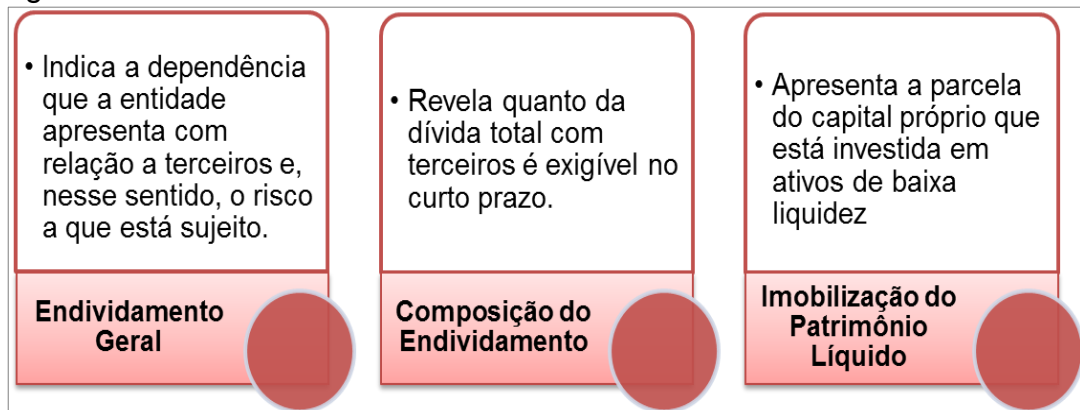 • Indica a dependência
que a entidade
apresenta com
relação a terceiros e,
nesse sentido, o risco
a que está sujeito.
Endividamento
Geral
• Revela quanto da
dívida total com
terceiros é exigível no
curto prazo.
Composição do
Endividamento
• Apresenta a parcela
do capital próprio que
está investida em
ativos de baixa
liquidez
Imobilização do
Patrimônio
Líquido